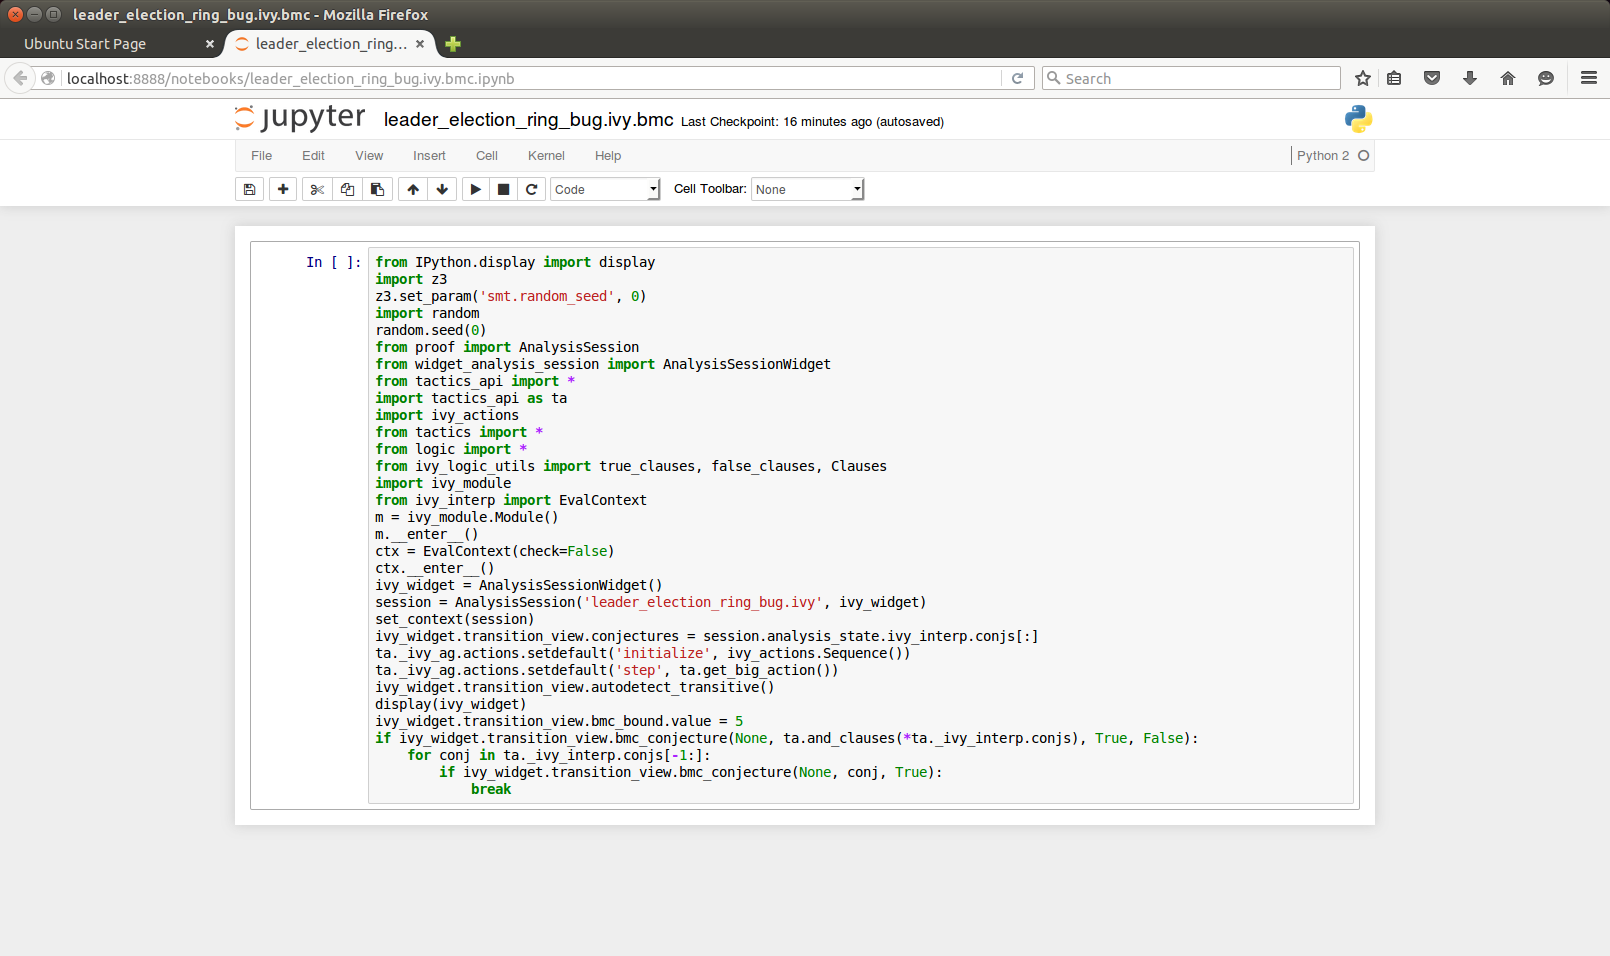 leader_election_ring_bug.ivy.bmc - Mozilla Firefox
Ubuntu Start Page
leader_election_ring...
localhost:8888/notebooks/leader_election_ring_bug.ivy.bmc.ipynb
Search
jupyter leader_election_ring_bug.ivy.bmc Last Checkpoint: 16 minutes ago (autosaved)
File Edit View Insert Cell Kernel Help Python 2
Code Cell Toolbar: None
In [ ]:
from IPython.display import display
import z3
z3.set_param('smt.random_seed', 0)
import random
random.seed(0)
from proof import AnalysisSession
from widget_analysis_session import AnalysisSessionWidget
from tactics_api import *
import tactics_api as ta
import ivy_actions
from tactics import *
from logic import *
from ivy_logic_utils import true_clauses, false_clauses, Clauses
import ivy_module
from ivy_interp import EvalContext
m = ivy_module.Module()
m.__enter__()
ctx = EvalContext(check=False)
ctx.__enter__()
ivy_widget = AnalysisSessionWidget()
session = AnalysisSession('leader_election_ring_bug.ivy', ivy_widget)
set_context(session)
ivy_widget.transition_view.conjectures = session.analysis_state.ivy_interp.conjs[:]
ta._ivy_ag.actions.setdefault('initialize', ivy_actions.Sequence())
ta._ivy_ag.actions.setdefault('step', ta.get_big_action())
ivy_widget.transition_view.autodetect_transitive()
display(ivy_widget)
ivy_widget.transition_view.bmc_bound.value = 5
if ivy_widget.transition_view.bmc_conjecture(None, ta.and_clauses(*ta._ivy_interp.conjs), True, False):
    for conj in ta._ivy_interp.conjs[-1:]:
        if ivy_widget.transition_view.bmc_conjecture(None, conj, True):
            break